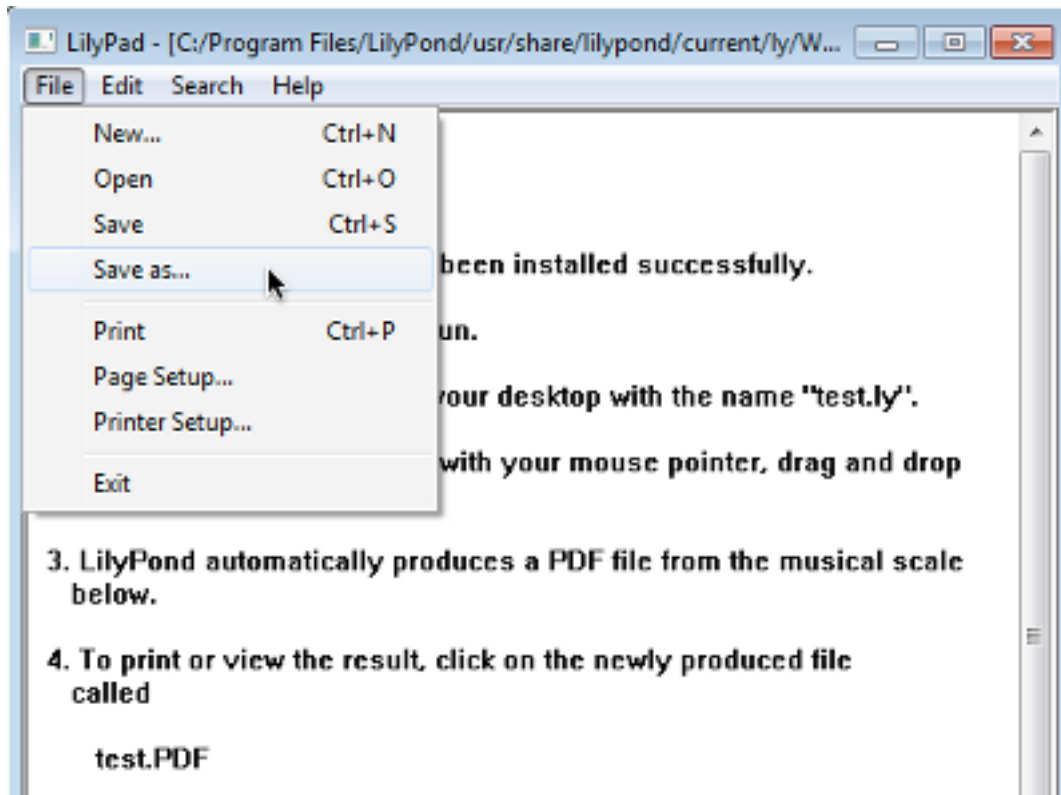 LilyPad - [C:/Program Files/LilyPond/usr/share/lilypond/current/ly/W...
File Edit Search Help
New... Ctrl+N
Open Ctrl+O
Save Ctrl+S
Save as...
been installed successfully.
Print Ctrl+P
un.
Page Setup...
your desktop with the name "test.ly".
Printer Setup...
with your mouse pointer, drag and drop
Exit
3. LilyPond automatically produces a PDF file from the musical scale
below.
4. To print or view the result, click on the newly produced file
called
test.PDF